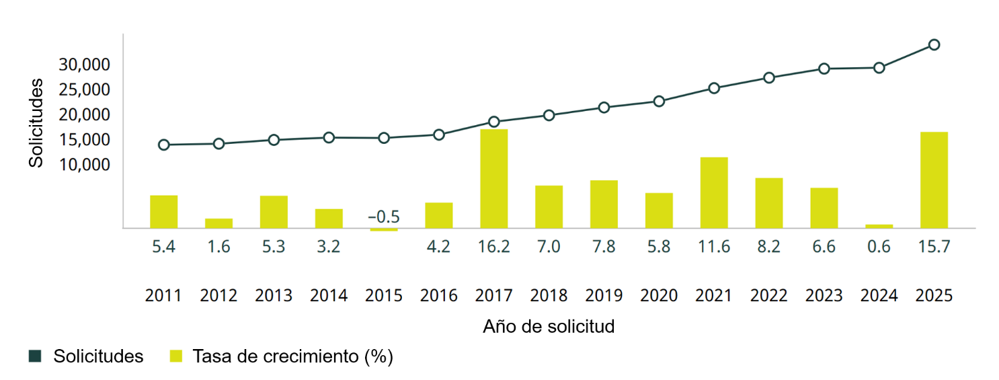 Solicitudes
30,000
25,000
20,000
15,000
10,000
–0.5
5.4 1.6 5.3 3.2 4.2 16.2 7.0 7.8 5.8 11.6 8.2 6.6 0.6 15.7
2011 2012 2013 2014 2015 2016 2017 2018 2019 2020 2021 2022 2023 2024 2025
Año de solicitud
Solicitudes Tasa de crecimiento (%)